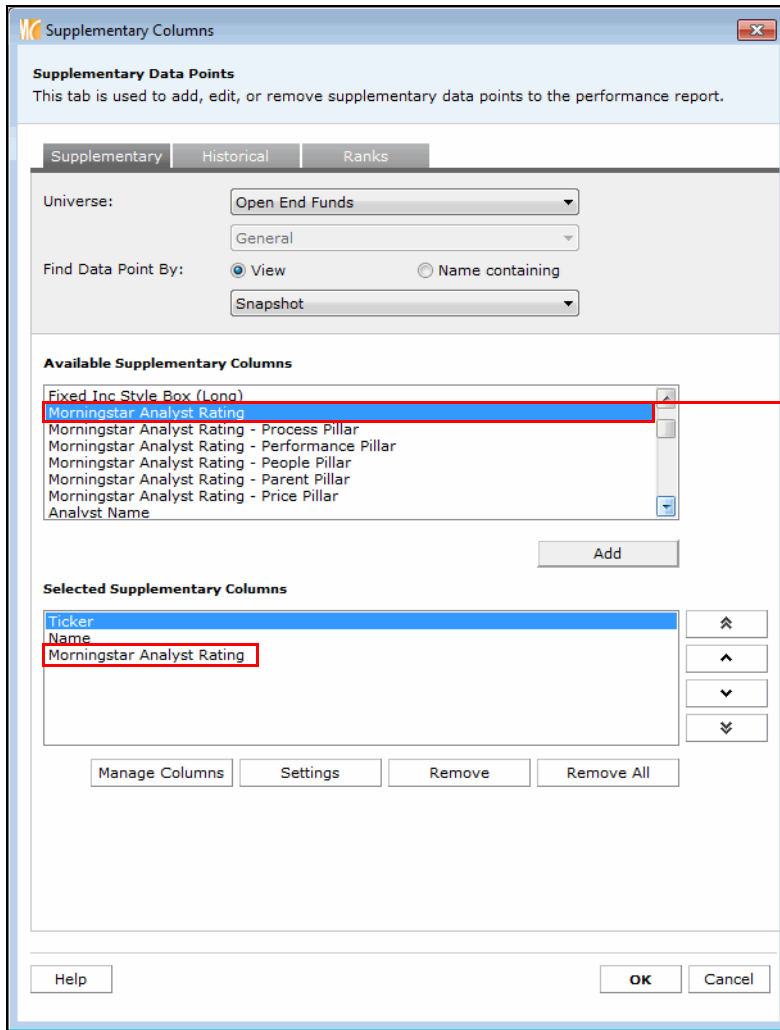 Supplementary Columns
Supplementary Data Points
This tab is used to add, edit, or remove supplementary data points to the performance report.
Supplementary Historical Ranks
Universe: Open End Funds
General
Find Data Point By: View Name containing
Snapshot
Available Supplementary Columns
Fixed Inc Style Box (Long)
Morningstar Analyst Rating
Morningstar Analyst Rating - Process Pillar
Morningstar Analyst Rating - Performance Pillar
Morningstar Analyst Rating - People Pillar
Morningstar Analyst Rating - Parent Pillar
Morningstar Analyst Rating - Price Pillar
Analyst Name
Add
Selected Supplementary Columns
Ticker
Name
Morningstar Analyst Rating
Manage Columns Settings Remove Remove All
Help OK Cancel